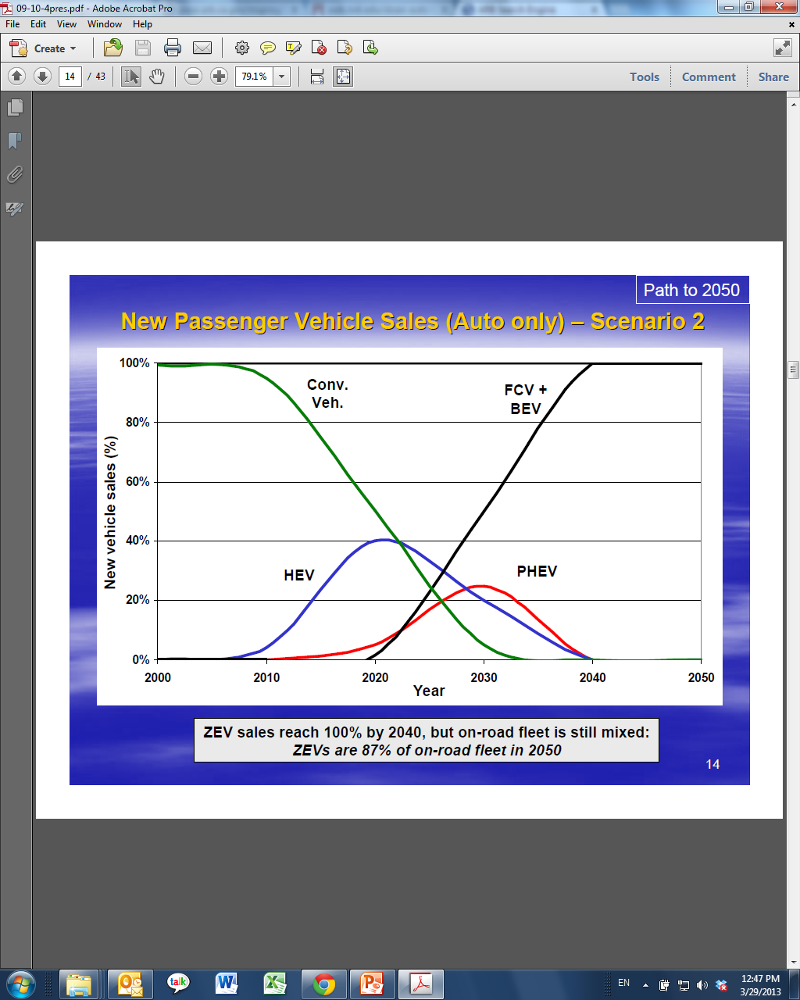 09-10-4pres.pdf - Adobe Acrobat Pro
File Edit View Window Help
Create
14 / 43 79.1% Tools Comment Share
Path to 2050
New Passenger Vehicle Sales (Auto only) – Scenario 2
100%
80%
60%
40%
20%
0%
New vehicle sales (%)
Conv.
Veh.
FCV +
BEV
HEV
PHEV
2000 2010 2020 2030 2040 2050
Year
ZEV sales reach 100% by 2040, but on-road fleet is still mixed:
ZEVs are 87% of on-road fleet in 2050
14
talk
EN
12:47 PM
3/29/2013